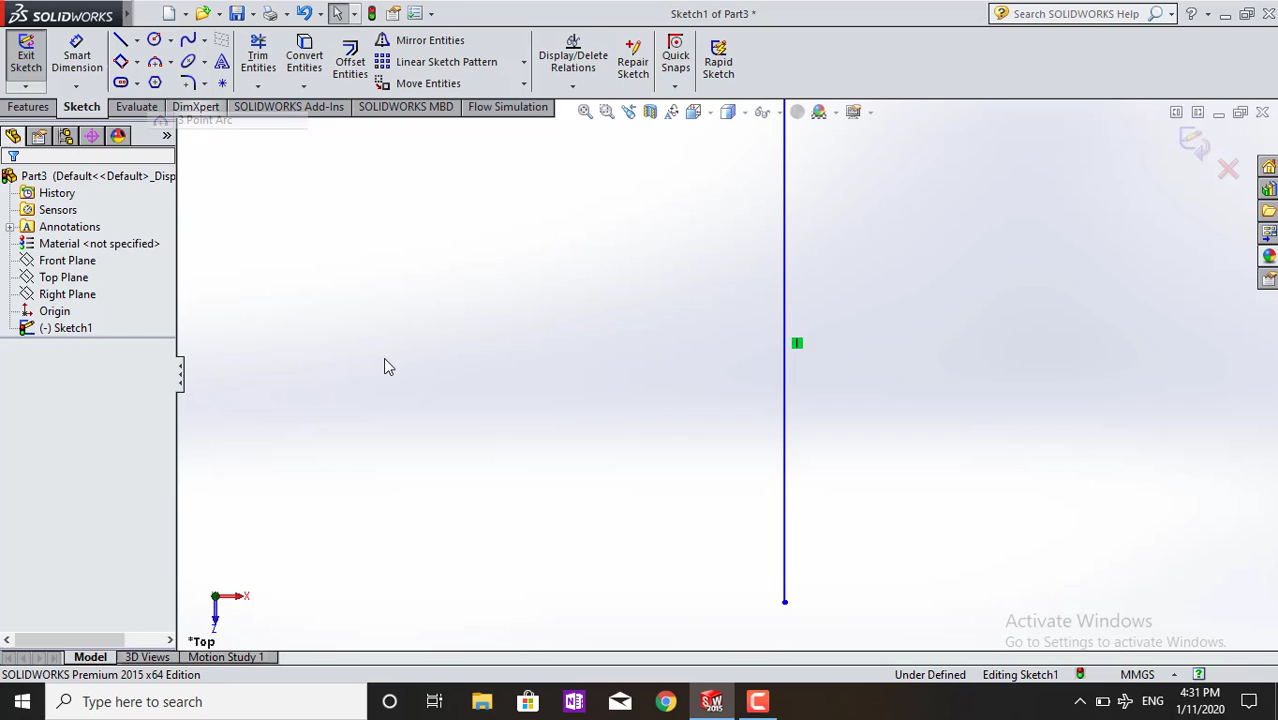 SOLIDWORKS
Sketch1 of Part3 *
Search SOLIDWORKS Help
Exit Sketch
Smart Dimension
Trim Entities
Convert Entities
Offset Entities
Mirror Entities
Linear Sketch Pattern
Move Entities
Display/Delete Relations
Repair Sketch
Quick Snaps
Rapid Sketch
Features
Sketch
Evaluate
DimXpert
SOLIDWORKS Add-Ins
SOLIDWORKS MBD
Flow Simulation
3 Point Arc
Part3 (Default<<Default>_Disp
History
Sensors
Annotations
Material <not specified>
Front Plane
Top Plane
Right Plane
Origin
(-) Sketch1
X
Z
*Top
Activate Windows
Go to Settings to activate Windows.
Model
3D Views
Motion Study 1
SOLIDWORKS Premium 2015 x64 Edition
Under Defined
Editing Sketch1
MMGS
Type here to search
ENG
4:31 PM
1/11/2020